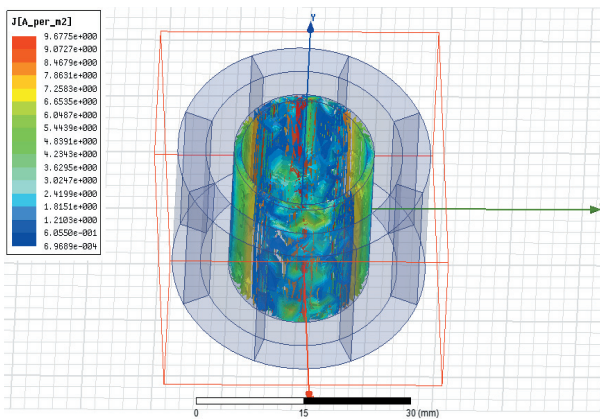 J[A_per_m2]
9.6775e+000
9.0727e+000
8.4679e+000
7.8631e+000
7.2583e+000
6.6535e+000
6.0487e+000
5.4439e+000
4.8391e+000
4.2343e+000
3.6295e+000
3.0247e+000
2.4199e+000
1.8151e+000
1.2103e+000
6.0550e-001
6.9689e-004
Y
0
15
30 (mm)